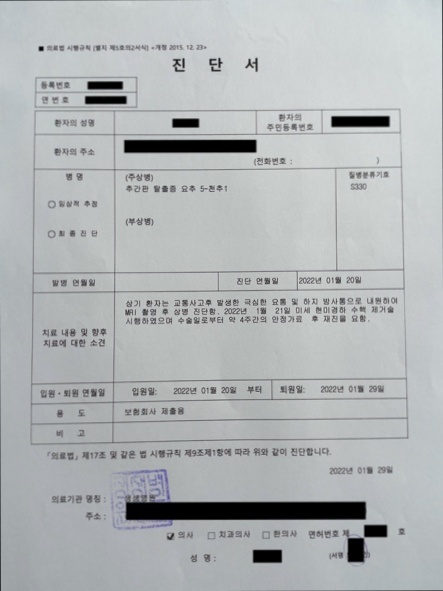 ■ 의료법 시행규칙 [별지 제5호의2서식] <개정 2015. 12. 23>
진 단 서
등록번호
연 번 호
환자의 성명
환자의 주민등록번호
환자의 주소
(전화번호 : )
병 명
(주상병)
질병분류기호
추간판 탈출증 요추 5-천추1
S330
○ 임상적 추정
(부상병)
○ 최 종 진 단
발병 연월일
진단 연월일
2022년 01월 20일
치료 내용 및 향후 치료에 대한 소견
상기 환자는 교통사고후 발생한 극심한 요통 및 하지 방사통으로 내원하여
MRI 촬영 후 상병 진단함. 2022년 1월 21일 미세 현미경하 수핵 제거술
시행하였으며 수술일로부터 약 4주간의 안정가료 후 재진을 요함.
입원·퇴원 연월일
입원일: 2022년 01월 20일 부터
퇴원일: 2022년 01월 29일
용 도
보험회사 제출용
비 고
「의료법」 제17조 및 같은 법 시행규칙 제9조제1항에 따라 위와 같이 진단합니다.
2022년 01월 29일
의료기관 명칭 :
주소 :
☑ 의사 □ 치과의사 □ 한의사 면허번호 제 호
성 명 :
(서명